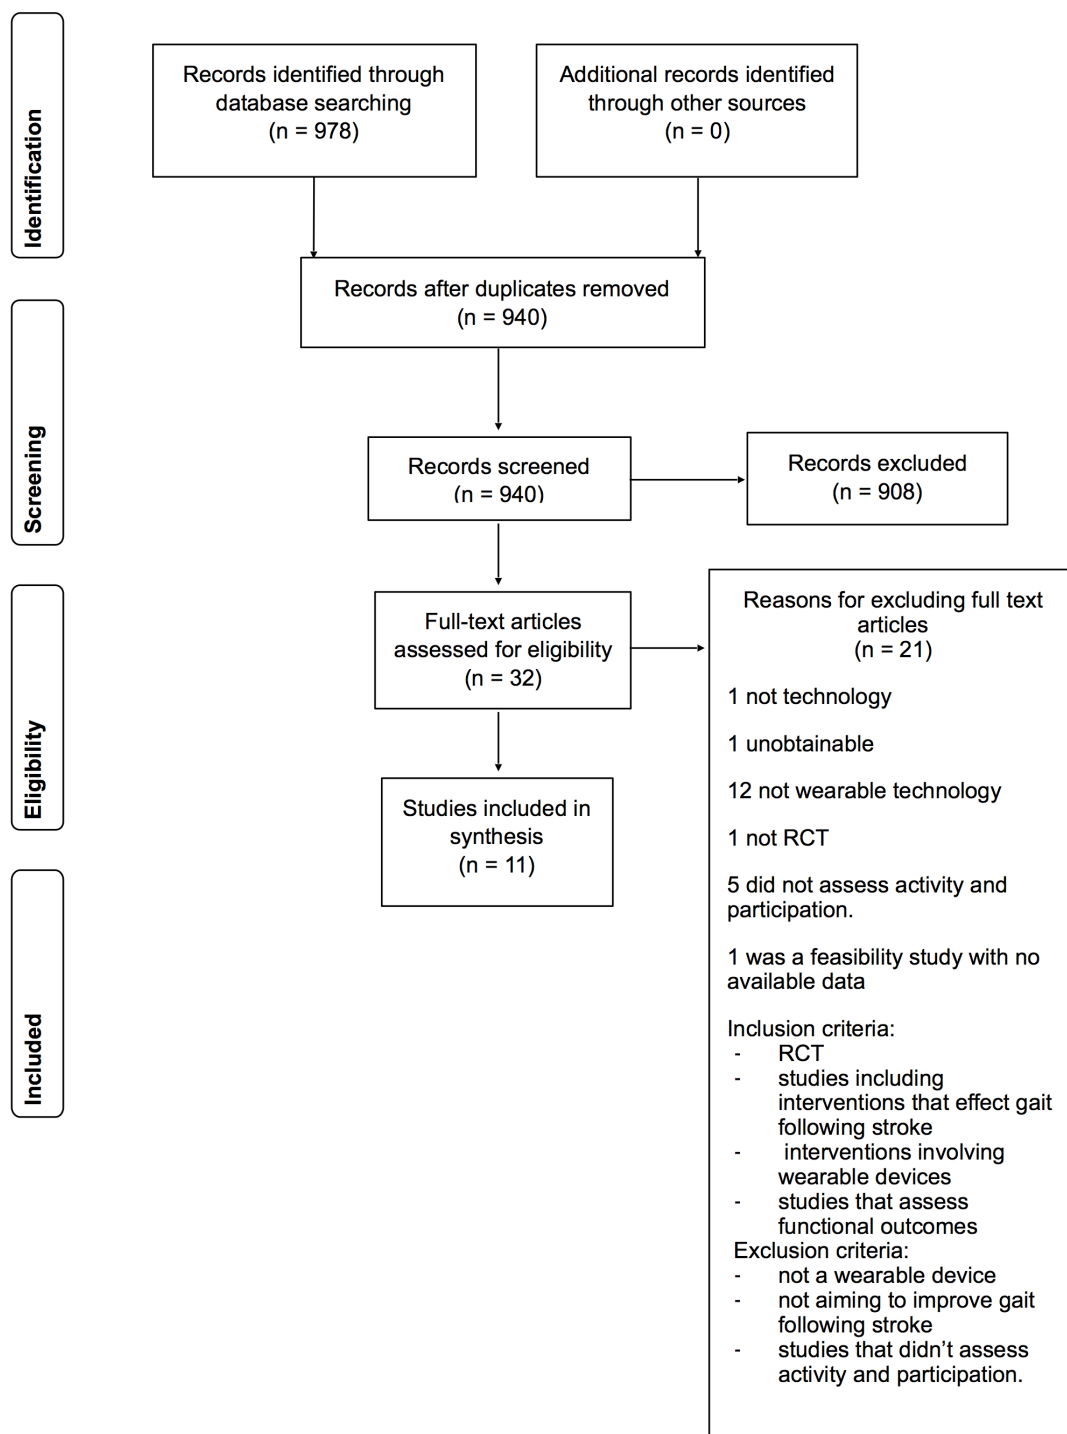 Identification
Records identified through
database searching
(n = 978)
Additional records identified
through other sources
(n = 0)
Records after duplicates removed
(n = 940)
Screening
Records screened
(n = 940)
Records excluded
(n = 908)
Eligibility
Full-text articles
assessed for eligibility
(n = 32)
Reasons for excluding full text
articles
(n = 21)
1 not technology
1 unobtainable
12 not wearable technology
1 not RCT
5 did not assess activity and
participation.
1 was a feasibility study with no
available data
Inclusion criteria:
- RCT
- studies including
interventions that effect gait
following stroke
- interventions involving
wearable devices
- studies that assess
functional outcomes
Exclusion criteria:
- not a wearable device
- not aiming to improve gait
following stroke
- studies that didn’t assess
activity and participation.
Included
Studies included in
synthesis
(n = 11)